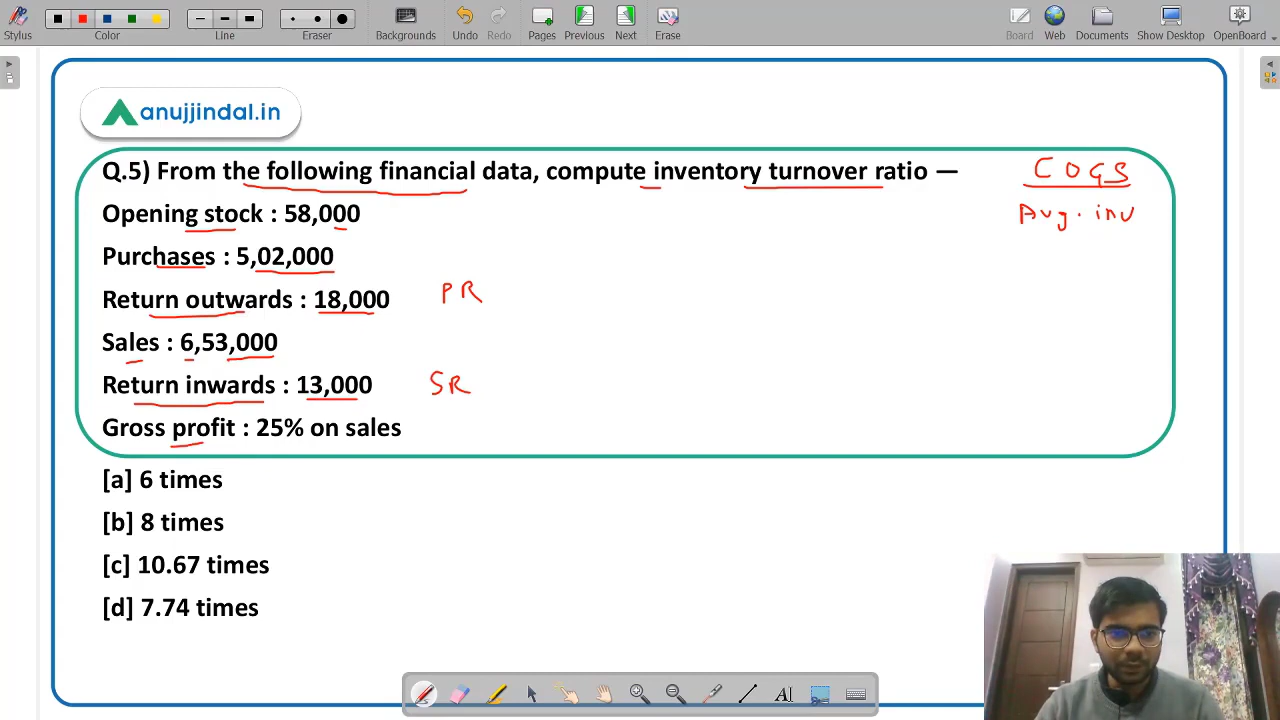 Stylus Color Line Eraser Backgrounds Undo Redo Pages Previous Next Erase Board Web Documents Show Desktop OpenBoard
anujjindal.in
Q.5) From the following financial data, compute inventory turnover ratio —
COGS
Opening stock : 58,000
Avg. inv
Purchases : 5,02,000
Return outwards : 18,000
PR
Sales : 6,53,000
Return inwards : 13,000
SR
Gross profit : 25% on sales
[a] 6 times
[b] 8 times
[c] 10.67 times
[d] 7.74 times